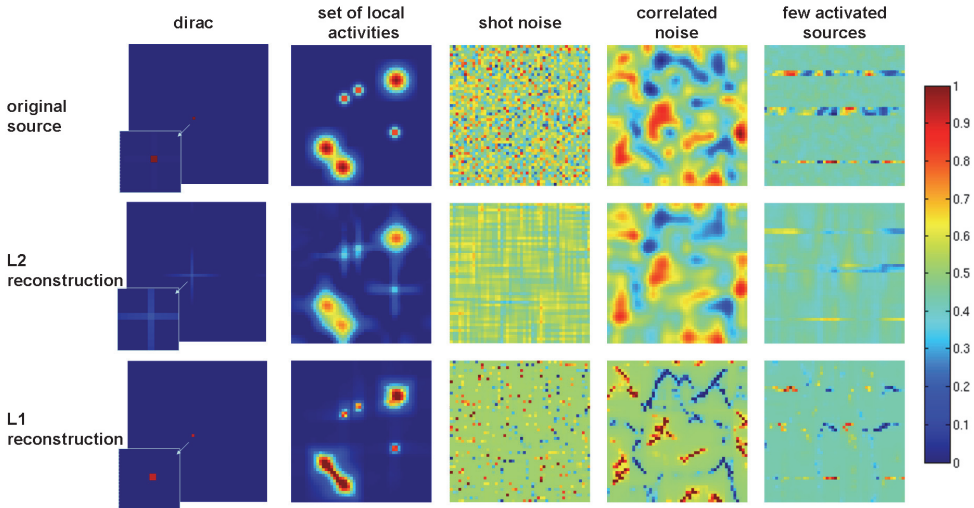 dirac
set of local
activities
shot noise
correlated
noise
few activated
sources
original
source
L2
reconstruction
L1
reconstruction
1
0.9
0.8
0.7
0.6
0.5
0.4
0.3
0.2
0.1
0